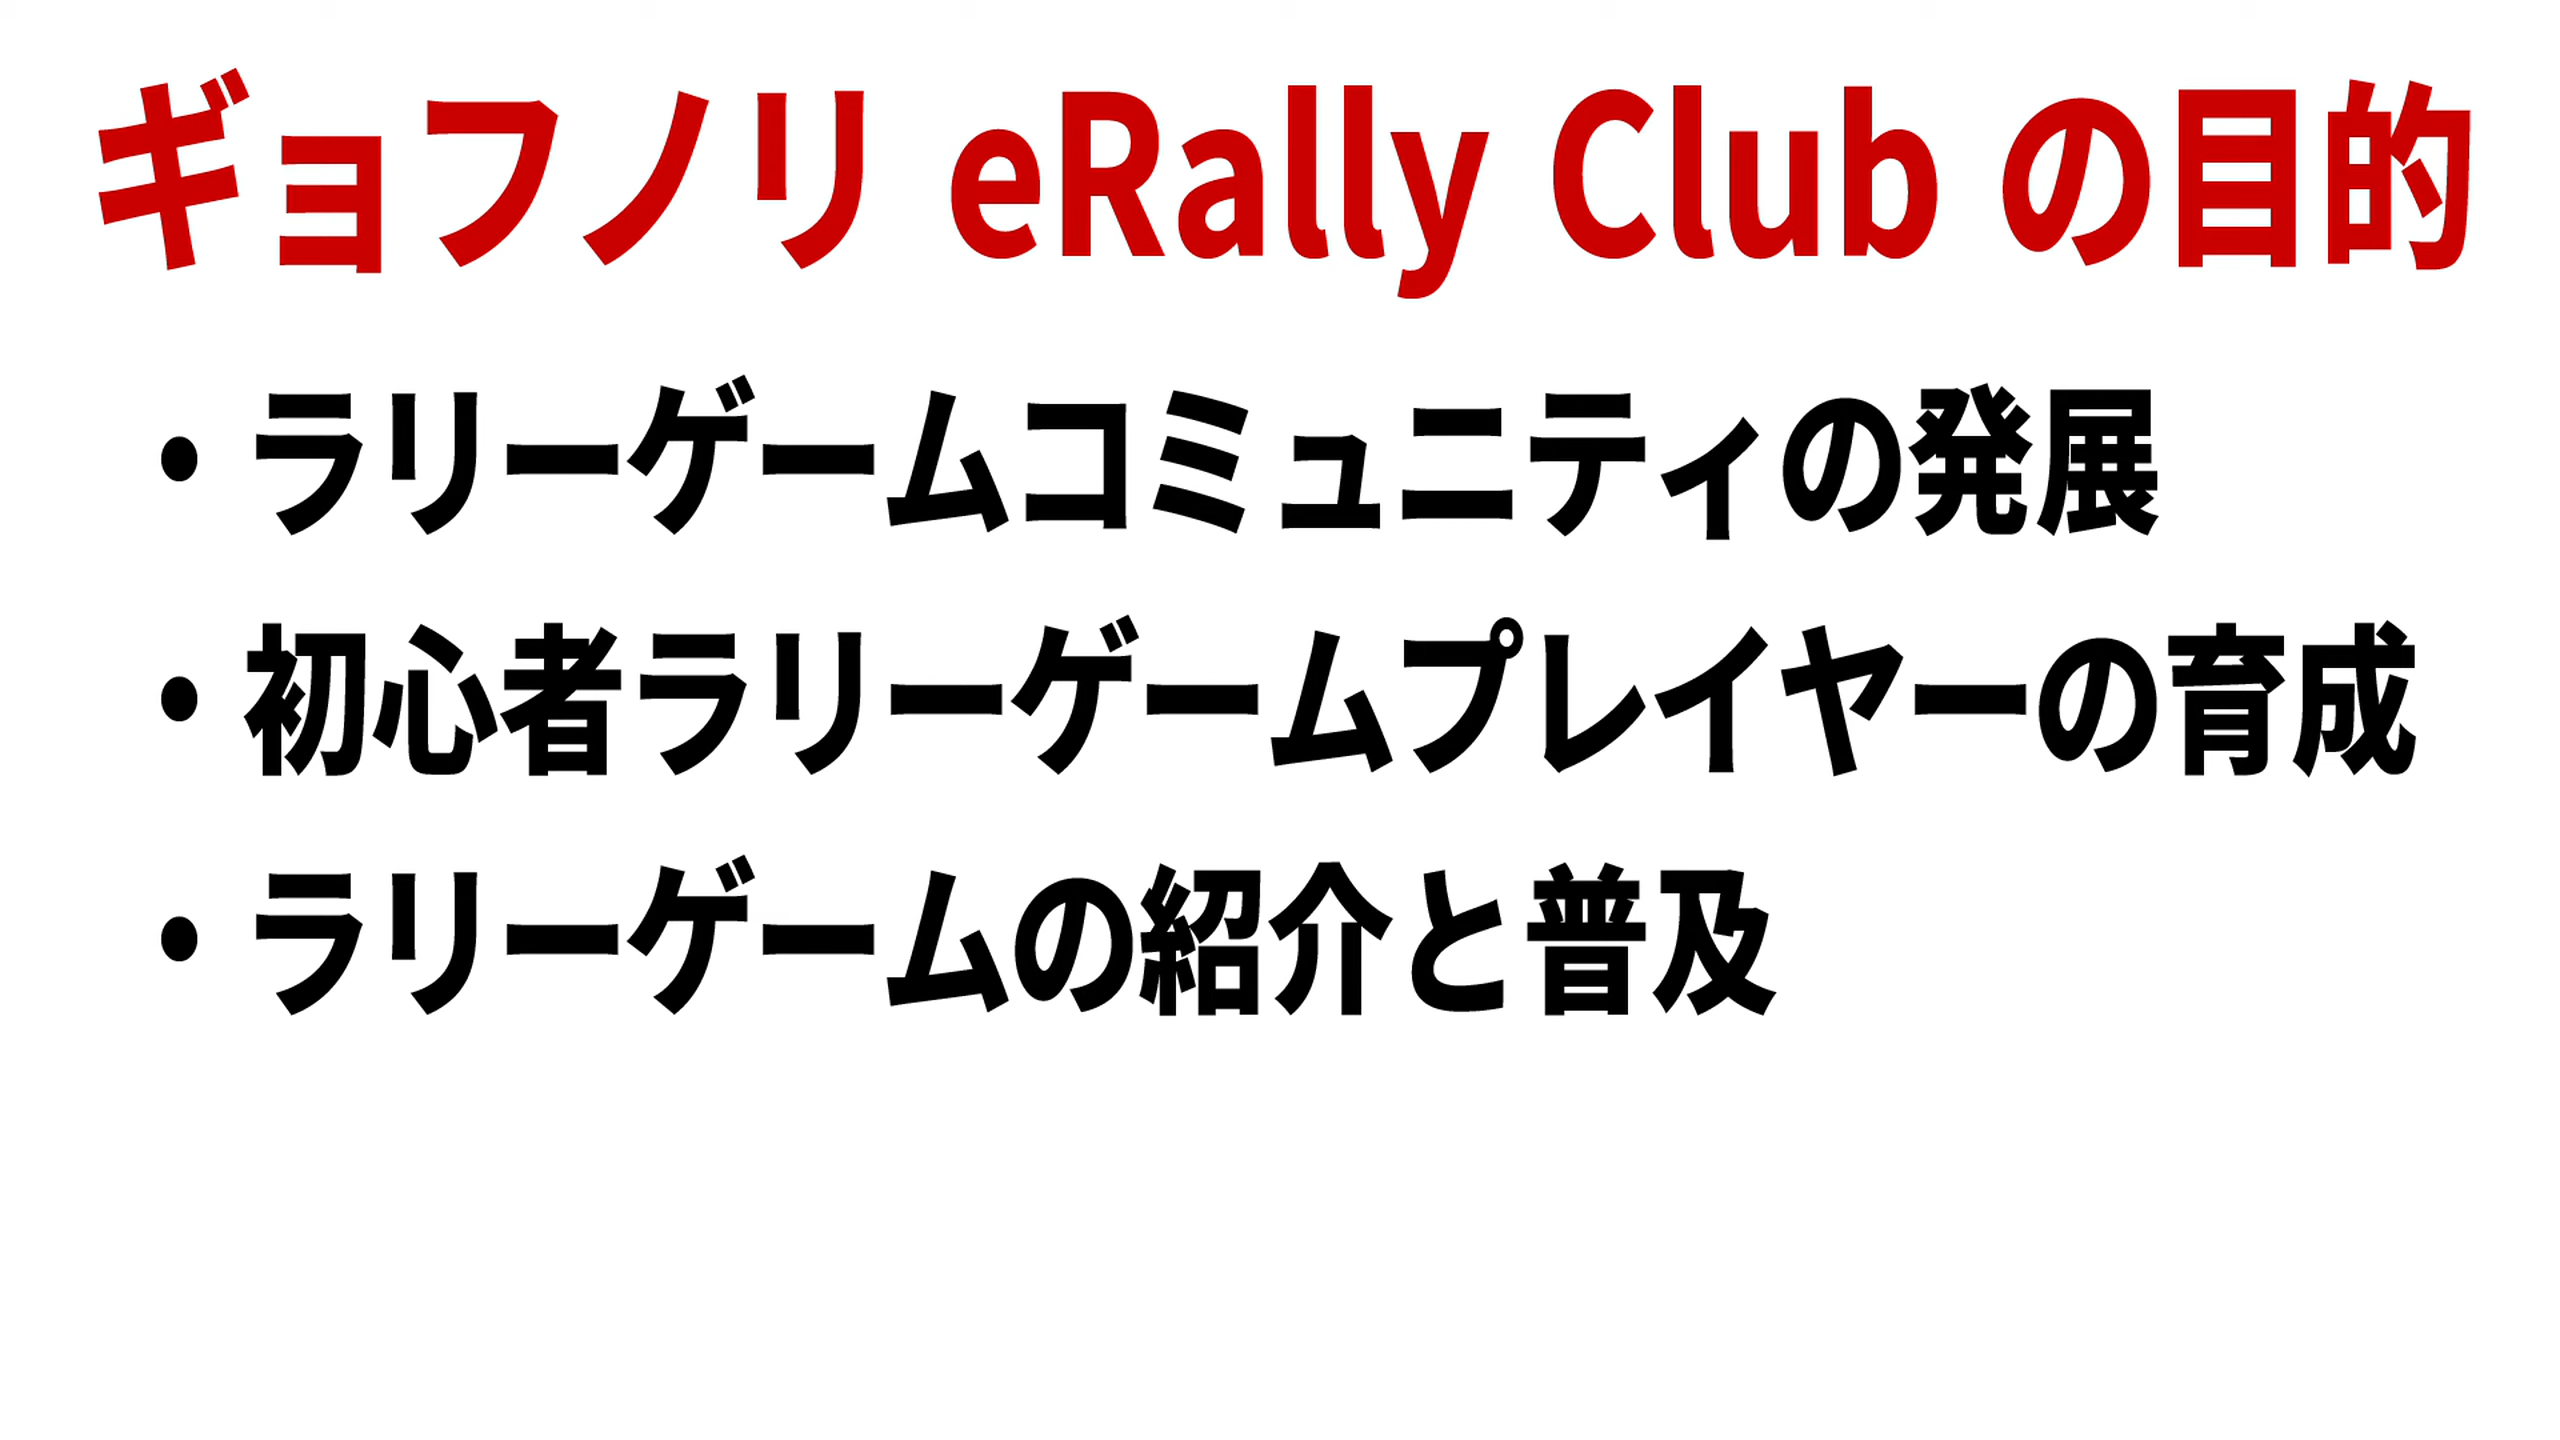 ギョフノリ eRally Club の目的
・ラリーゲームコミュニティの発展
・初心者ラリーゲームプレイヤーの育成
・ラリーゲームの紹介と普及